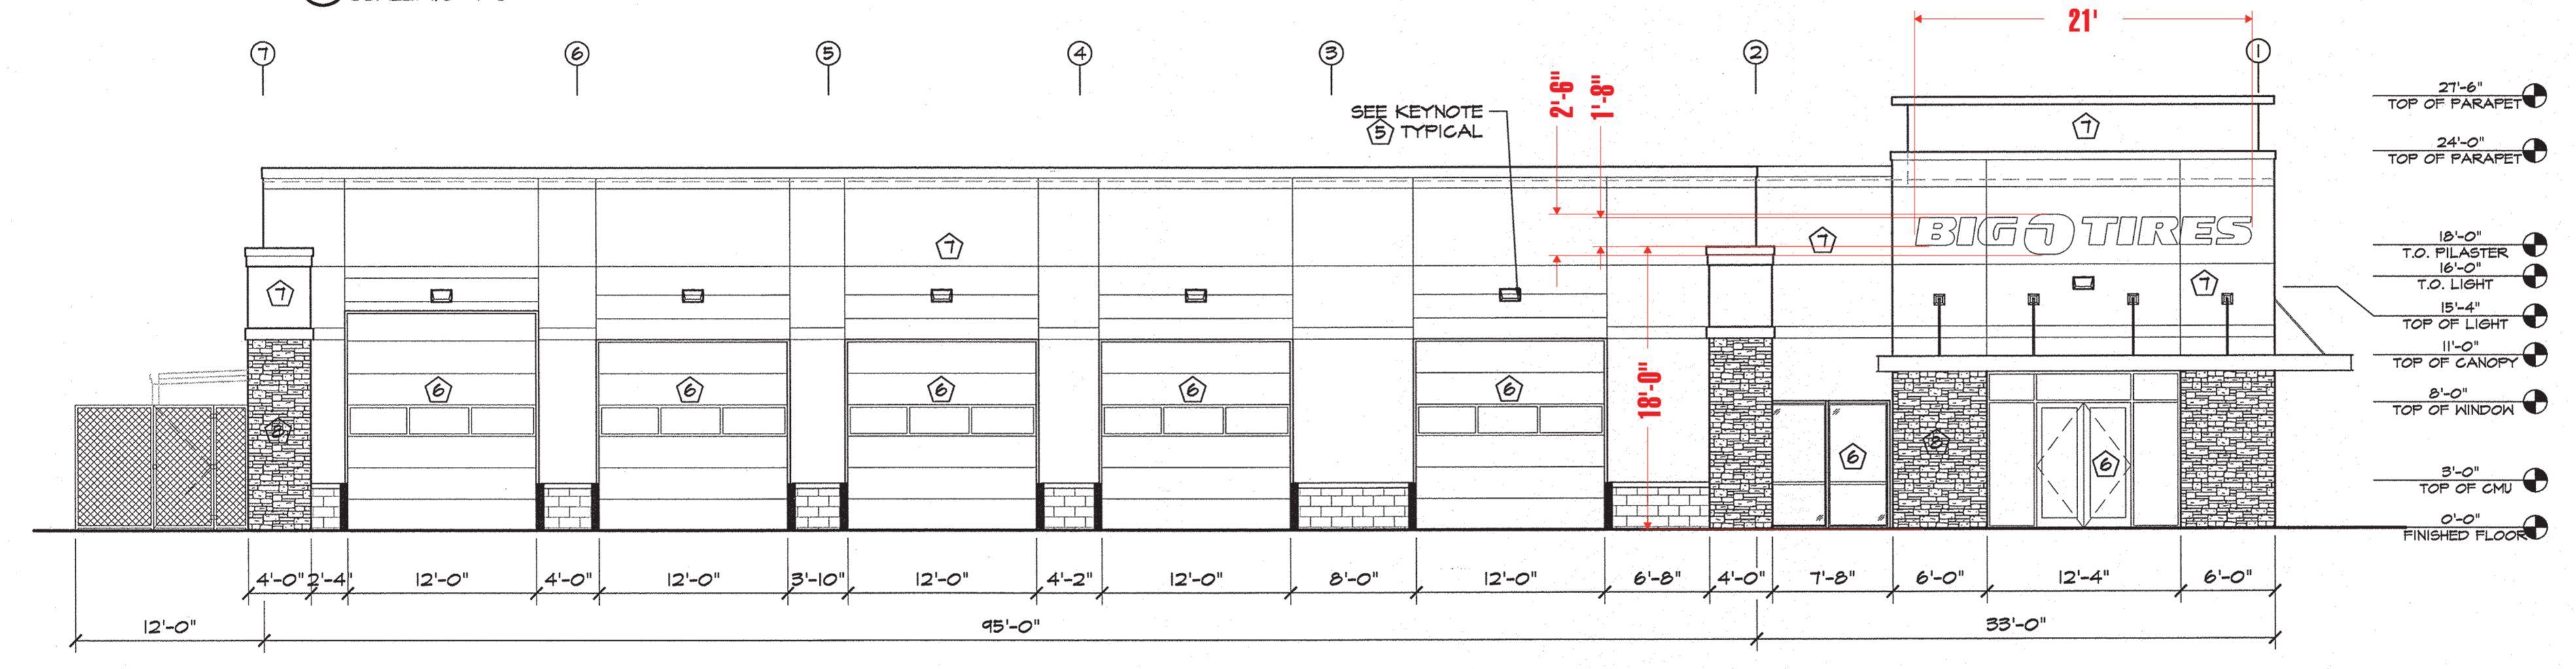 21'
7 6 5 4 3 2 1
2'-6" 1'-8"
SEE KEYNOTE
5 TYPICAL
27'-6"
TOP OF PARAPET
7
24'-0"
TOP OF PARAPET
BIG O TIRES
7 7
18'-0"
T.O. PILASTER
16'-0"
T.O. LIGHT
7 7
15'-4"
TOP OF LIGHT
11'-0"
TOP OF CANOPY
6 6 6 6 6
18'-0"
8'-0"
TOP OF WINDOW
8 8
6 6
3'-0"
TOP OF CMU
0'-0"
FINISHED FLOOR
4'-0" 2'-4" 12'-0" 4'-0" 12'-0" 3'-10" 12'-0" 4'-2" 12'-0" 8'-0" 12'-0" 6'-8" 4'-0" 7'-8" 6'-0" 12'-4" 6'-0"
12'-0" 95'-0" 33'-0"